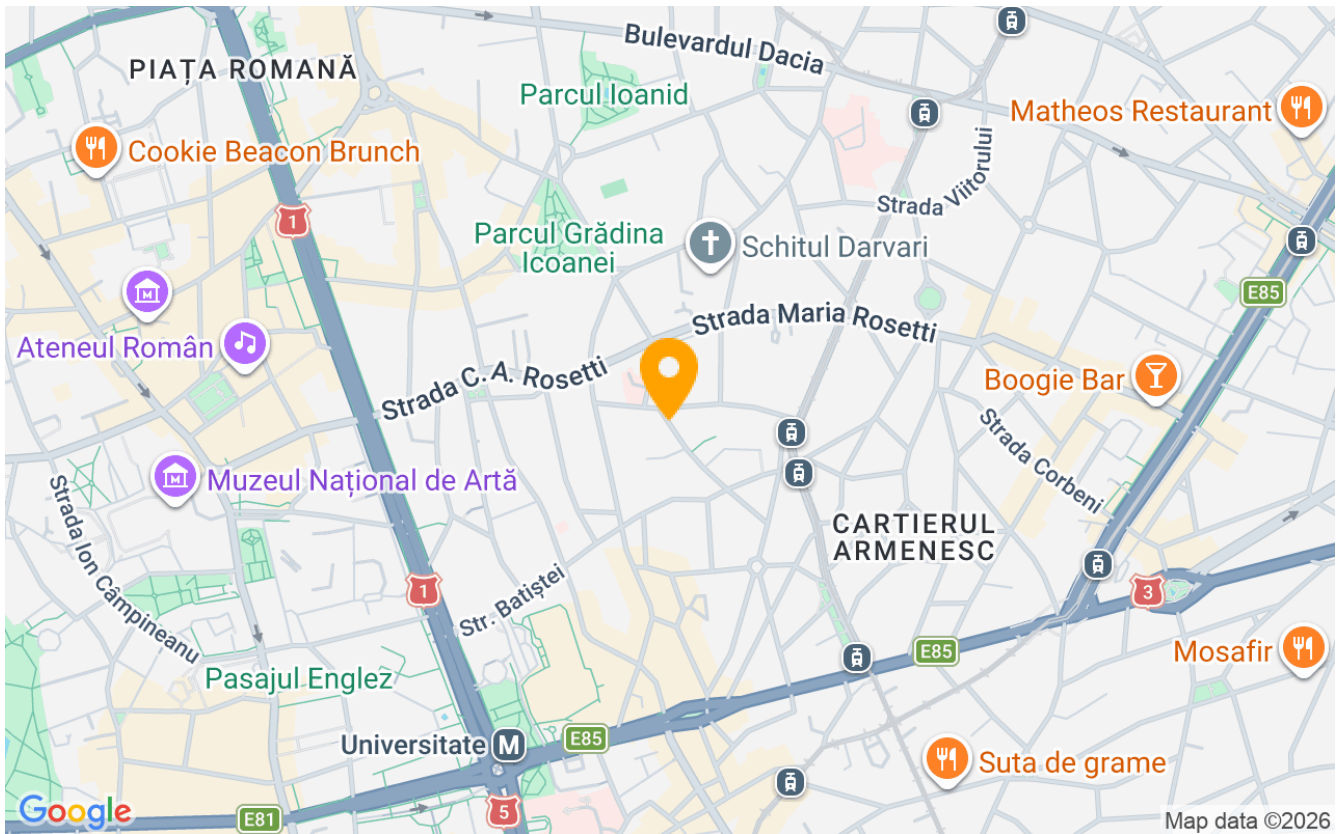 Bulevardul Dacia
PIAȚA ROMANĂ
Parcul Ioanid
Matheos Restaurant
Cookie Beacon Brunch
Strada Viitorului
1
Parcul Grădina
Icoanei
Schitul Darvari
E85
Strada Maria Rosetti
Ateneul Român
Strada C. A. Rosetti
Boogie Bar
Muzeul Național de Artă
Strada Corbeni
Strada Ion Câmpineanu
CARTIERUL
ARMENESC
1
3
Str. Batiștei
E85
Mosafir
Pasajul Englez
Universitate M
E85
Suta de grame
Google
E81
5
Map data ©2026